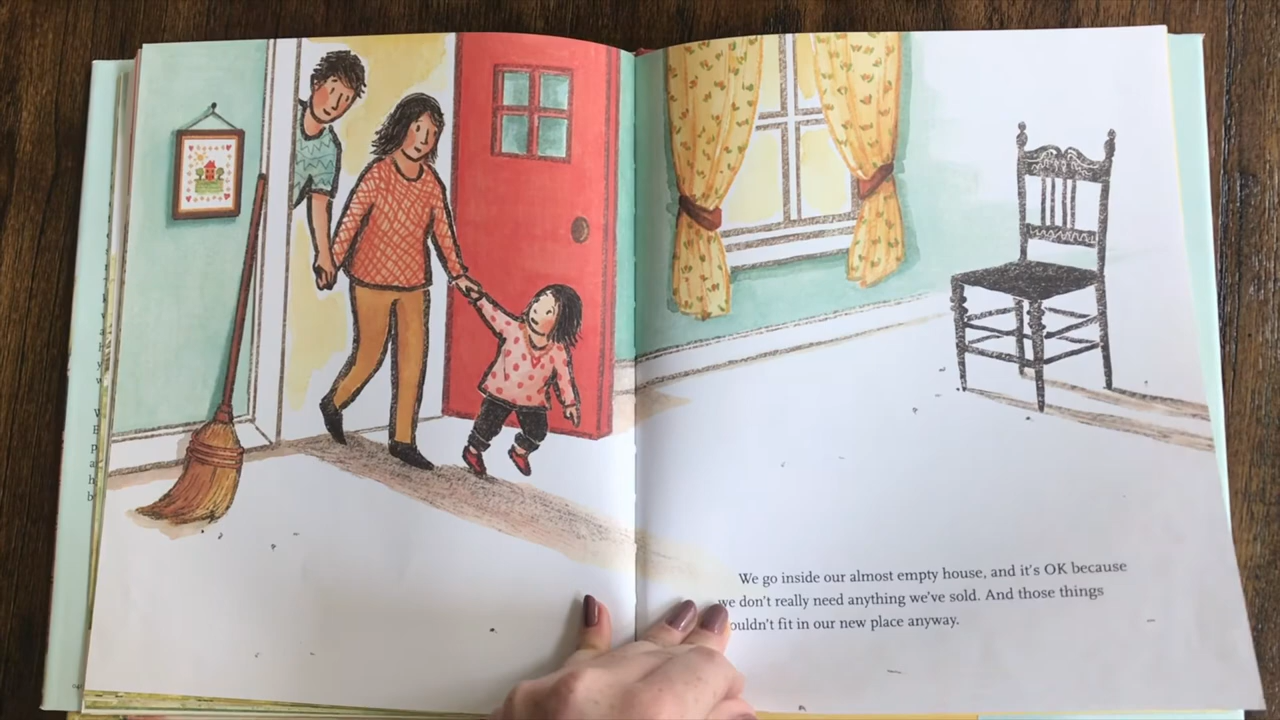 We go inside our almost empty house, and it's OK because
we don't really need anything we've sold. And those things
ouldn't fit in our new place anyway.